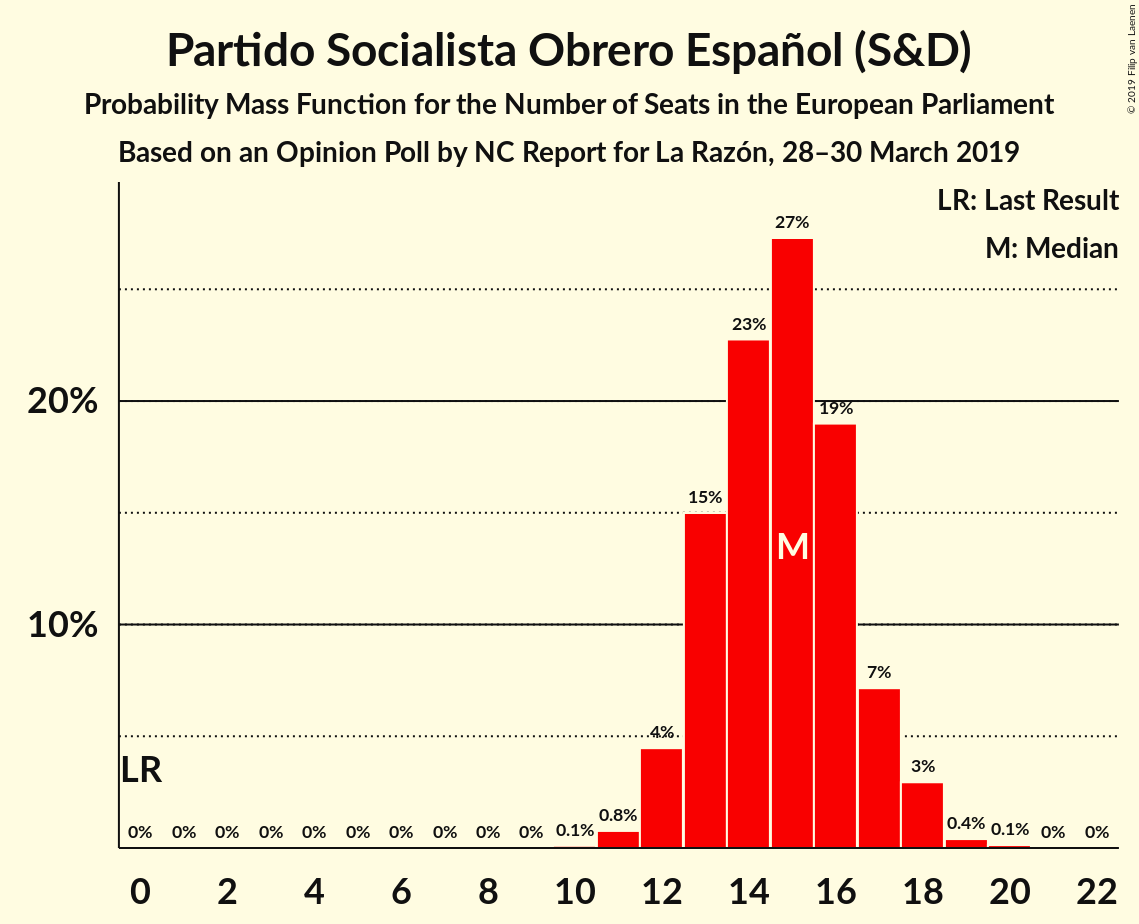 Partido Socialista Obrero Español (S&D)
Probability Mass Function for the Number of Seats in the European Parliament
Based on an Opinion Poll by NC Report for La Razón, 28–30 March 2019
© 2019 Filip van Laenen
LR: Last Result
M: Median
27%
23%
20%
19%
15%
M
10%
7%
4%
LR
3%
0% 0% 0% 0% 0% 0% 0% 0% 0% 0% 0.1% 0.8% 0.4% 0.1% 0% 0%
0 2 4 6 8 10 12 14 16 18 20 22